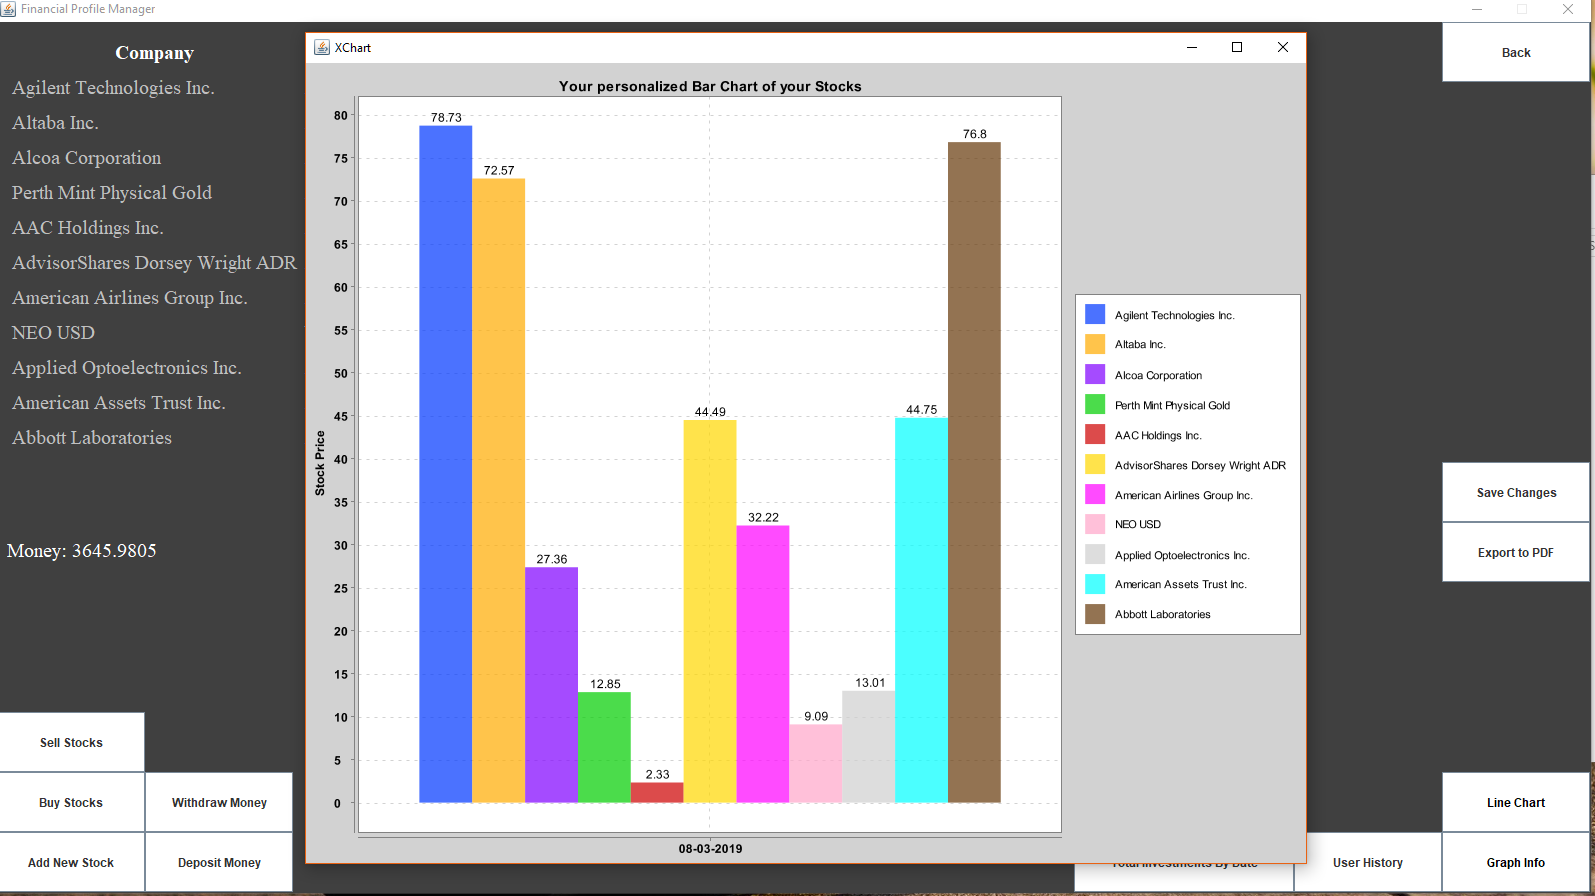 Financial Profile Manager
Company
Agilent Technologies Inc.
Altaba Inc.
Alcoa Corporation
Perth Mint Physical Gold
AAC Holdings Inc.
AdvisorShares Dorsey Wright ADR
American Airlines Group Inc.
NEO USD
Applied Optoelectronics Inc.
American Assets Trust Inc.
Abbott Laboratories
Money: 3645.9805
Sell Stocks
Buy Stocks
Withdraw Money
Add New Stock
Deposit Money
XChart
Your personalized Bar Chart of your Stocks
Stock Price
80
75
70
65
60
55
50
45
40
35
30
25
20
15
10
5
0
78.73
72.57
27.36
12.85
2.33
44.49
32.22
9.09
13.01
44.75
76.8
08-03-2019
Agilent Technologies Inc.
Altaba Inc.
Alcoa Corporation
Perth Mint Physical Gold
AAC Holdings Inc.
AdvisorShares Dorsey Wright ADR
American Airlines Group Inc.
NEO USD
Applied Optoelectronics Inc.
American Assets Trust Inc.
Abbott Laboratories
Back
Save Changes
Export to PDF
Line Chart
Total Investments By Date
User History
Graph Info